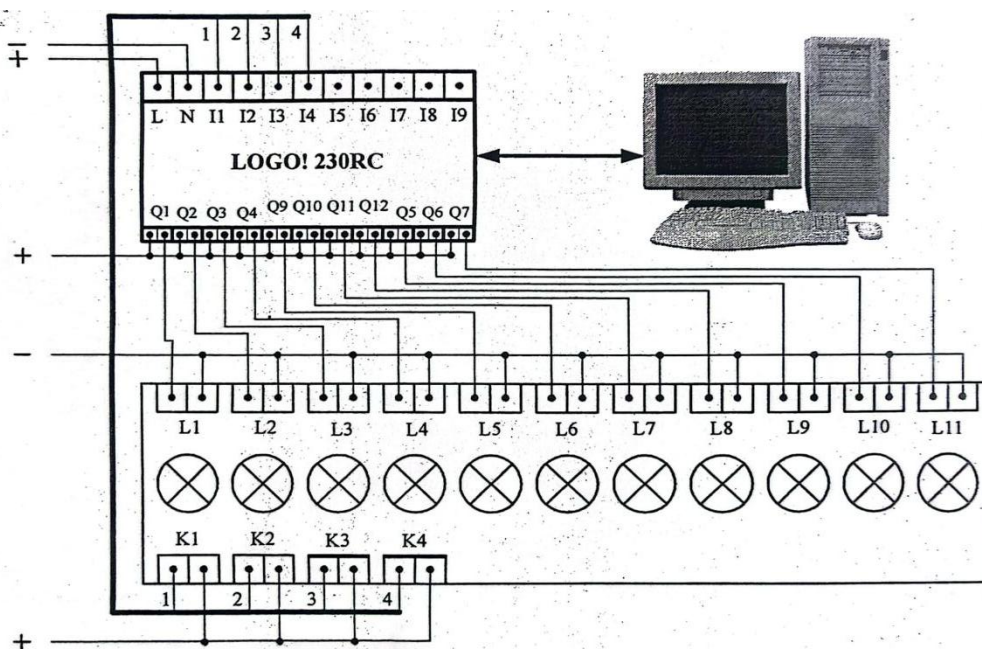 1 2 3 4
−
+
L N I1 I2 I3 I4 I5 I6 I7 I8 I9
LOGO! 230RC
Q1 Q2 Q3 Q4 Q9 Q10 Q11 Q12 Q5 Q6 Q7
+
−
L1 L2 L3 L4 L5 L6 L7 L8 L9 L10 L11
K1 K2 K3 K4
1 2 3 4
+